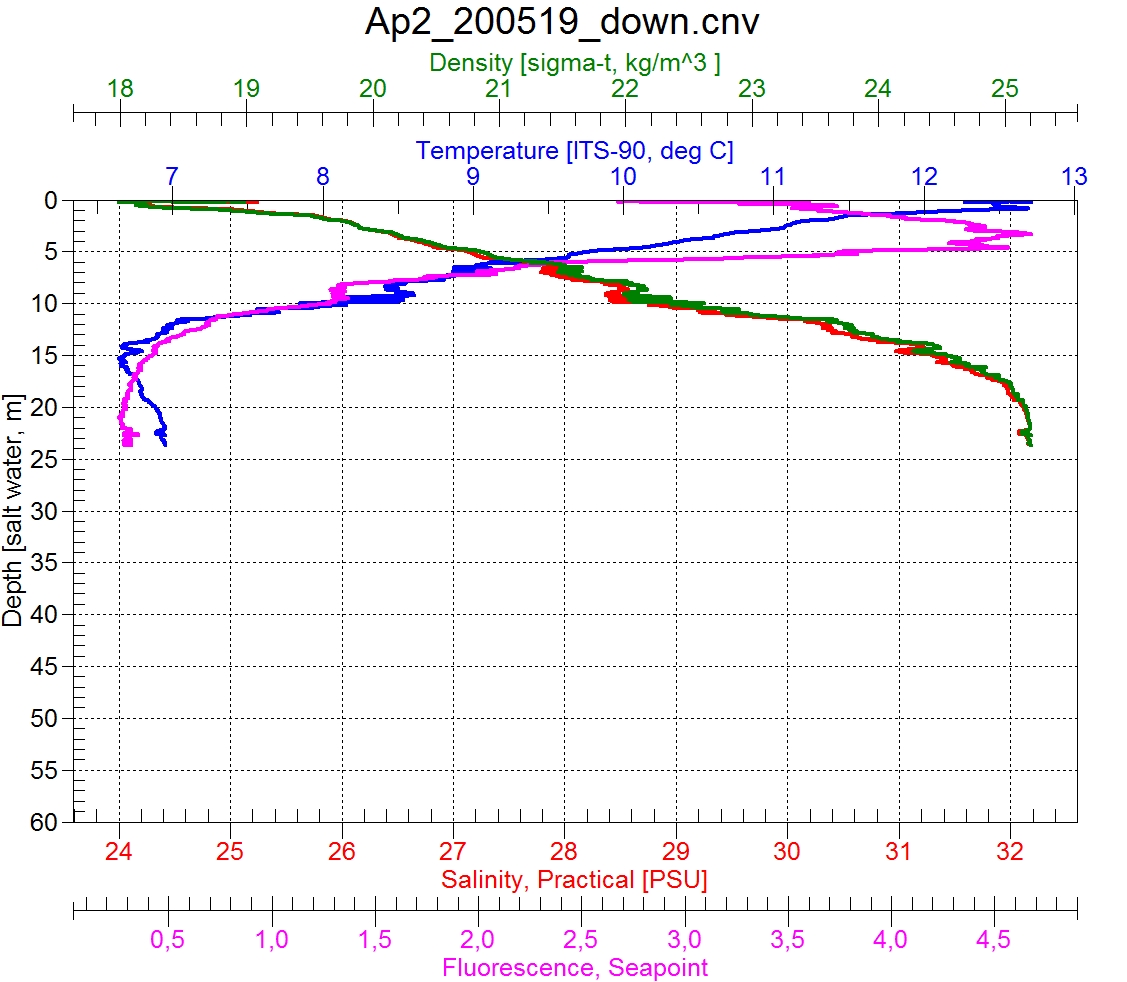 Ap2_200519_down.cnv
Density [sigma-t, kg/m^3 ]
18 19 20 21 22 23 24 25
Temperature [ITS-90, deg C]
7 8 9 10 11 12 13
0
5
10
15
20
25
30
35
40
45
50
55
60
Depth [salt water, m]
24 25 26 27 28 29 30 31 32
Salinity, Practical [PSU]
0,5 1,0 1,5 2,0 2,5 3,0 3,5 4,0 4,5
Fluorescence, Seapoint